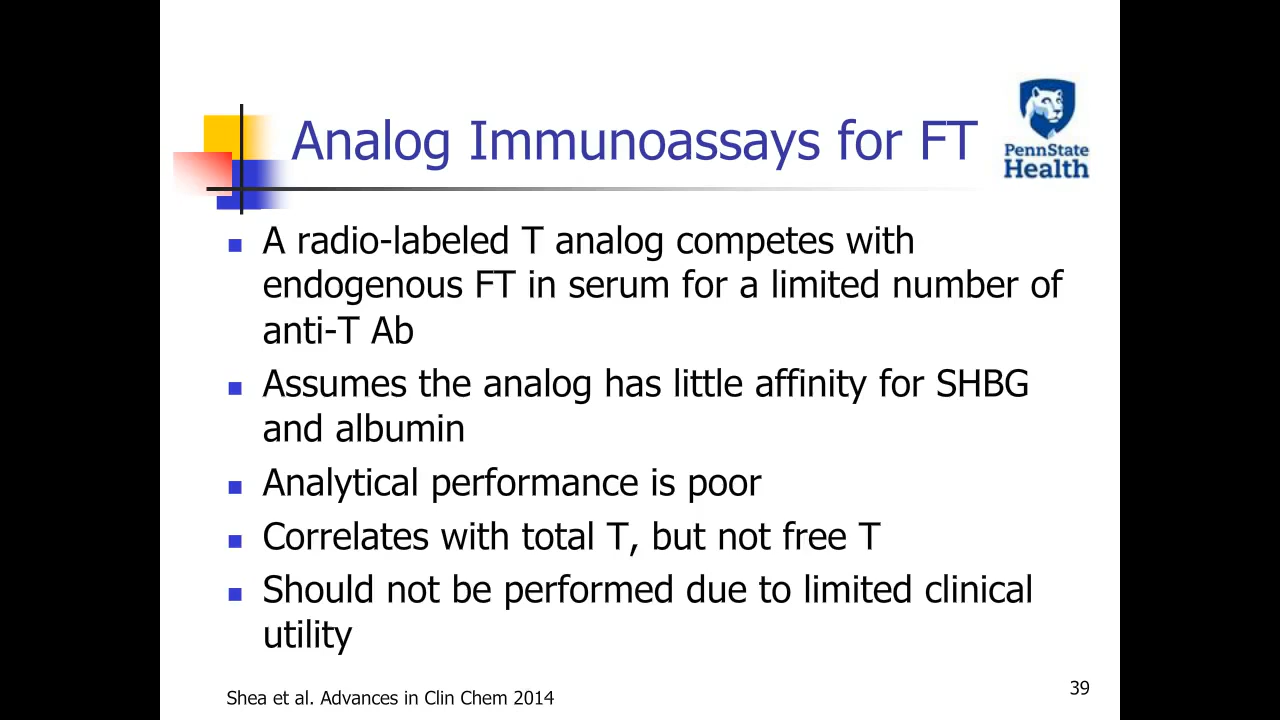 Analog Immunoassays for FT
PennState
Health
A radio-labeled T analog competes with
endogenous FT in serum for a limited number of
anti-T Ab
Assumes the analog has little affinity for SHBG
and albumin
Analytical performance is poor
Correlates with total T, but not free T
Should not be performed due to limited clinical
utility
Shea et al. Advances in Clin Chem 2014
39